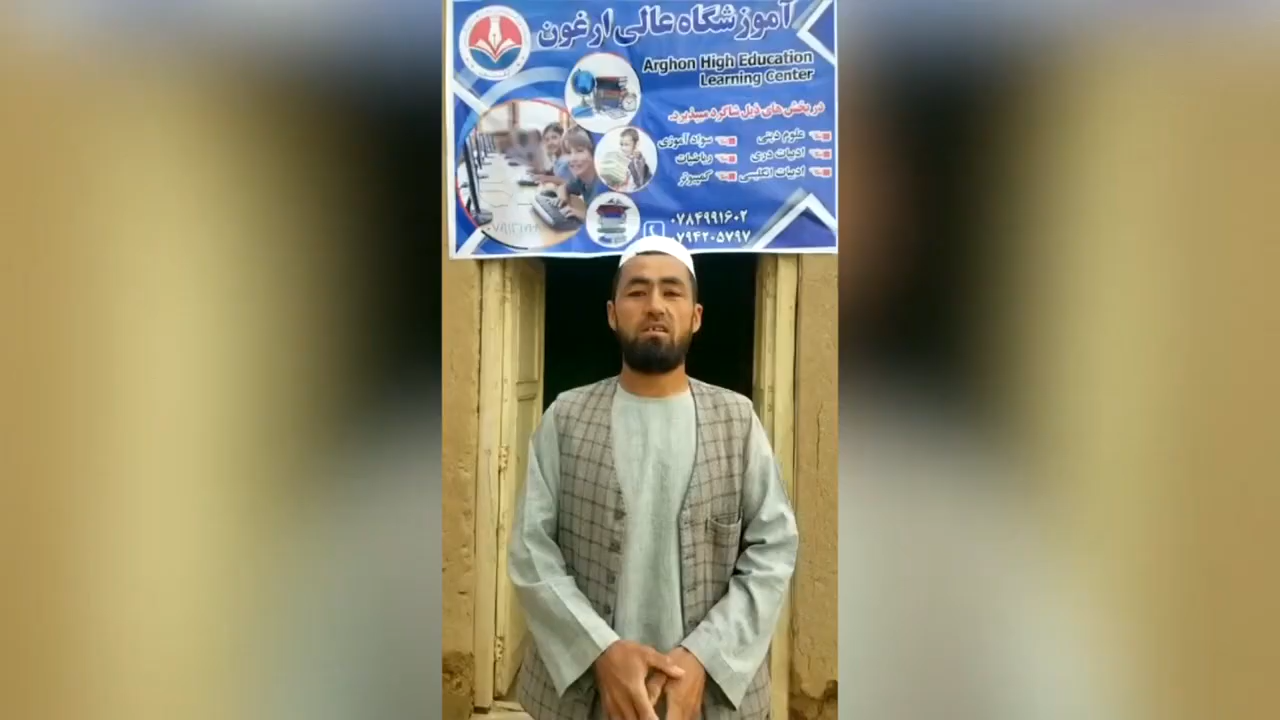 آموزشگاه عالی ارغون
Arghon High Education
Learning Center
در بخش های ذیل شاگرد میپذیرد.
علوم دینی سواد آموزی
ادبیات دری ریاضیات
ادبیات انگلیسی کمپیوتر
۰۷۸۴۹۹۱۶۰۲
۷۹۴۲۰۵۷۹۷